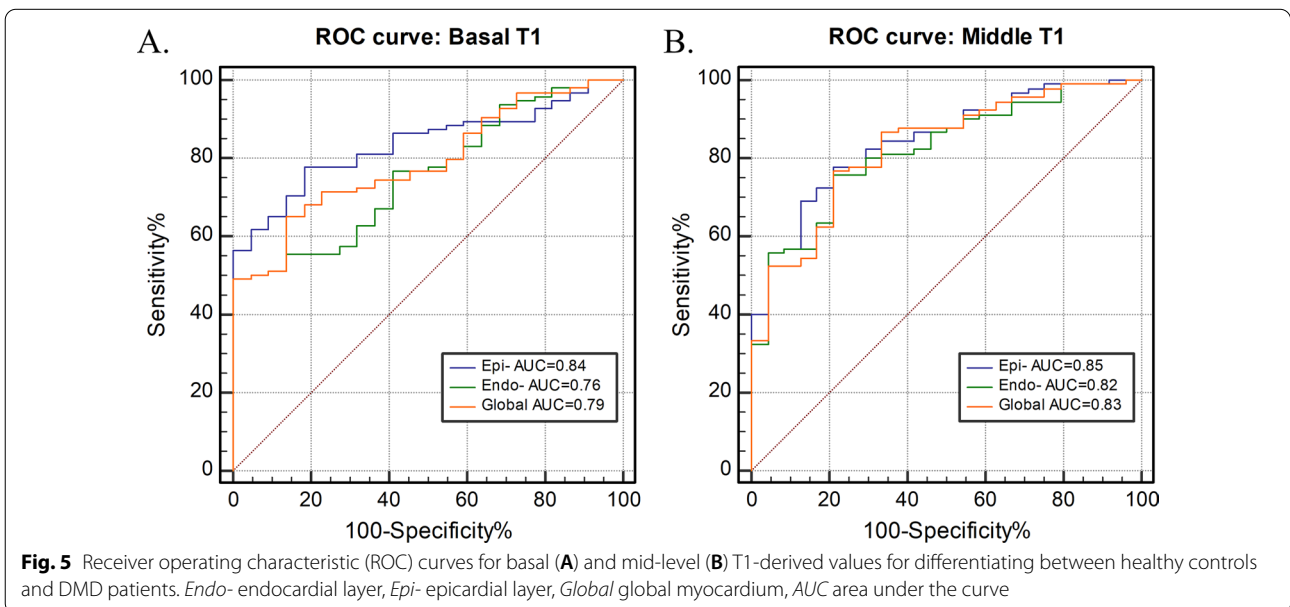 A.
ROC curve: Basal T1
100
80
60
40
20
0
Sensitivity%
Epi- AUC=0.84
Endo- AUC=0.76
Global AUC=0.79
0 20 40 60 80 100
100-Specificity%
B.
ROC curve: Middle T1
100
80
60
40
20
0
Sensitivity%
Epi- AUC=0.85
Endo- AUC=0.82
Global AUC=0.83
0 20 40 60 80 100
100-Specificity%
Fig. 5 Receiver operating characteristic (ROC) curves for basal (A) and mid-level (B) T1-derived values for differentiating between healthy controls
and DMD patients. Endo- endocardial layer, Epi- epicardial layer, Global global myocardium, AUC area under the curve